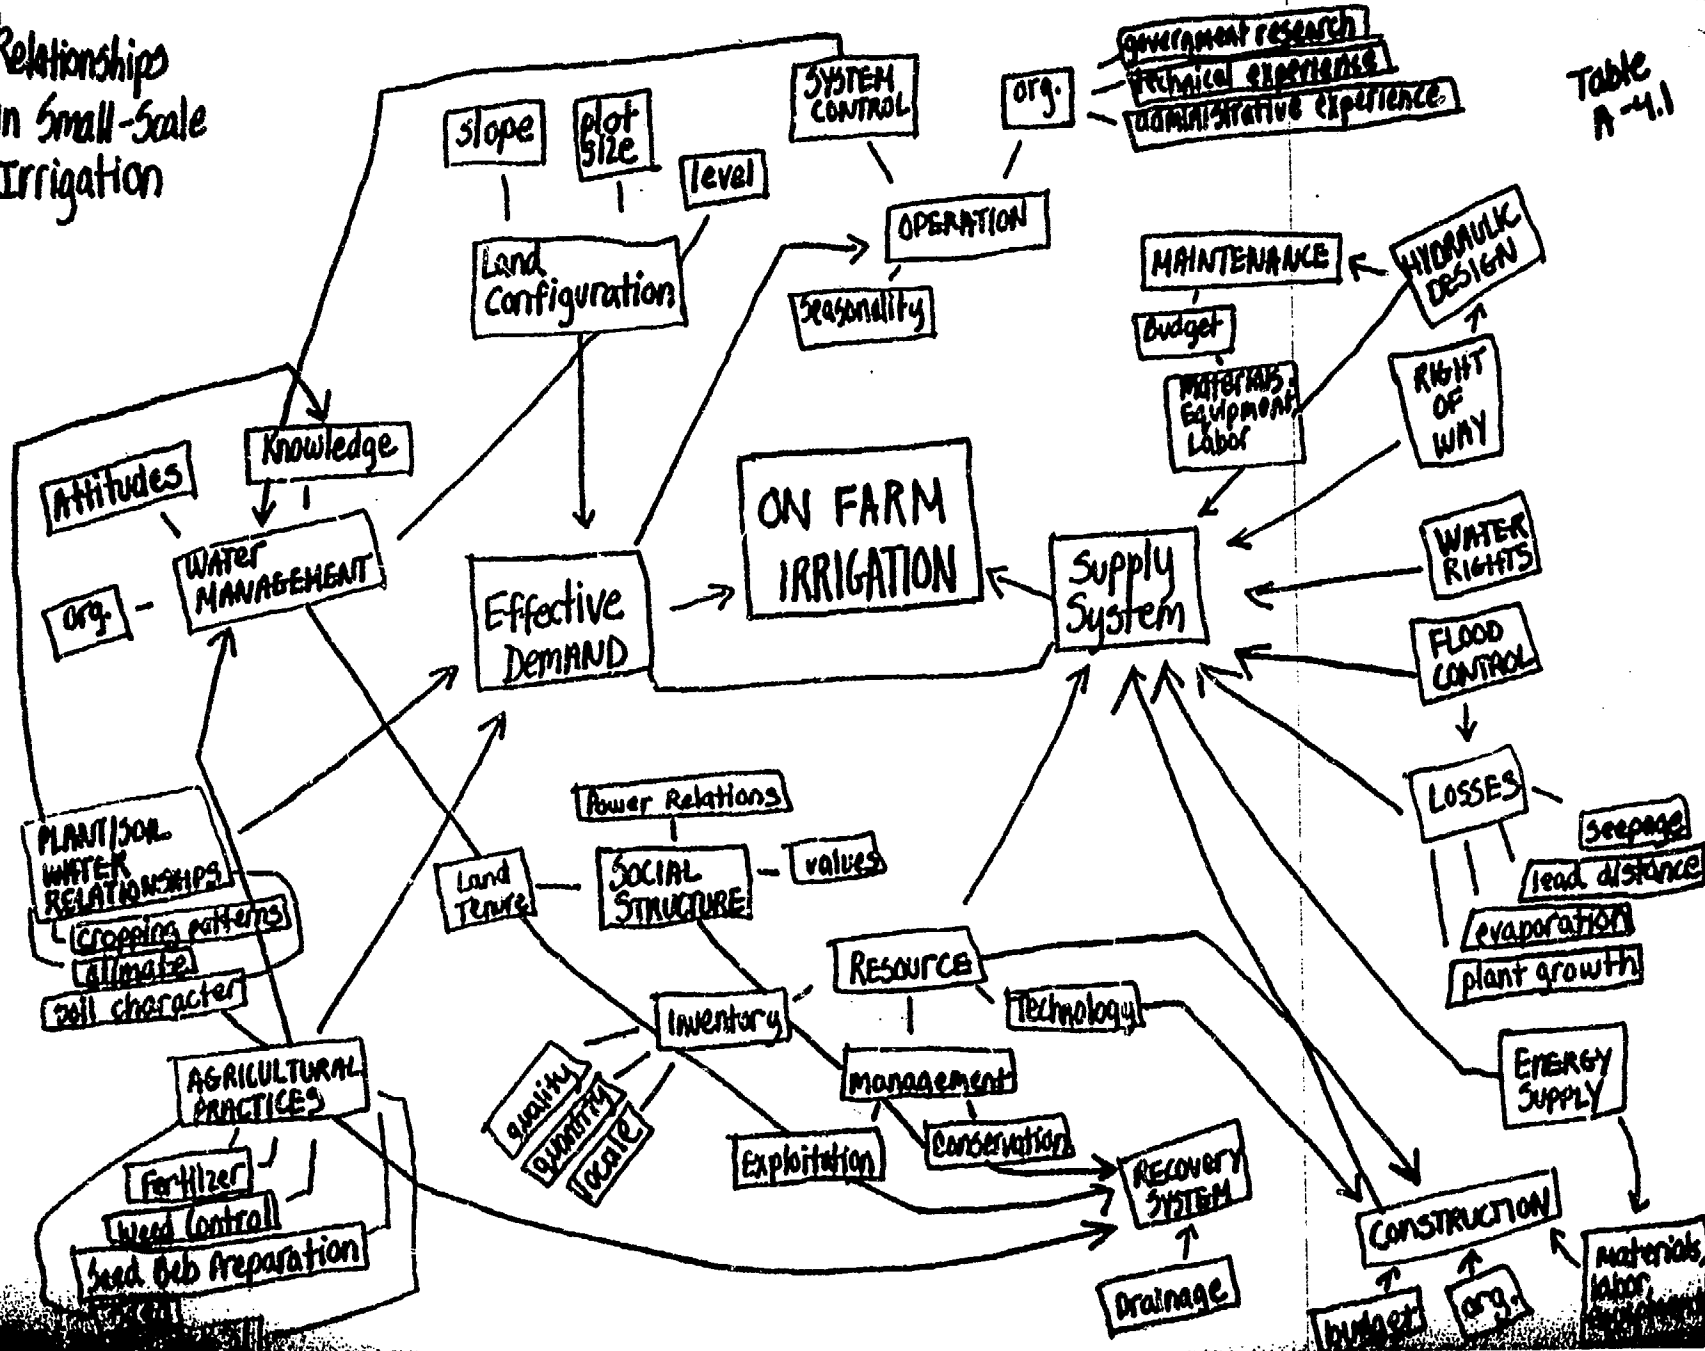 Relationships
in Small-Scale
Irrigation
Table
A-4.1
SYSTEM
CONTROL
org.
government research
technical experience
administrative experience
slope
plot
size
level
OPERATION
Seasonality
Land
Configuration
MAINTENANCE
Budget
Materials,
Equipment
Labor
HYDRAULIC
DESIGN
RIGHT
OF
WAY
Knowledge
Attitudes
WATER
MANAGEMENT
org.
Effective
DEMAND
ON FARM
IRRIGATION
Supply
System
WATER
RIGHTS
FLOOD
CONTROL
LOSSES
seepage
lead distance
evaporation
plant growth
PLANT/SOIL
WATER
RELATIONSHIPS
cropping patterns
climate
soil character
Power Relations
Land
Tenure
SOCIAL
STRUCTURE
values
RESOURCE
Technology
Inventory
quality
quantity
locale
management
Exploitation
Conservation
RECOVERY
SYSTEM
Drainage
ENERGY
SUPPLY
CONSTRUCTION
budget
org.
Materials,
labor,
AGRICULTURAL
PRACTICES
Fertilizer
Weed Controll
Seed Beb Preparation